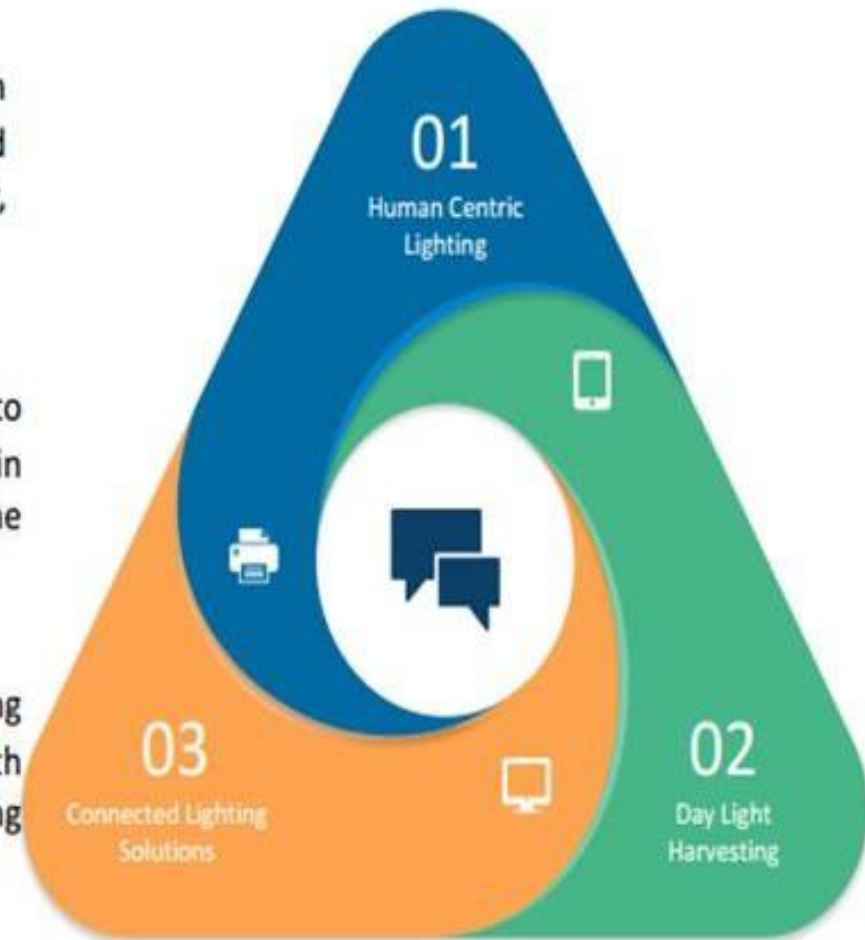 01
Human Centric
Lighting
02
Day Light
Harvesting
03
Connected Lighting
Solutions